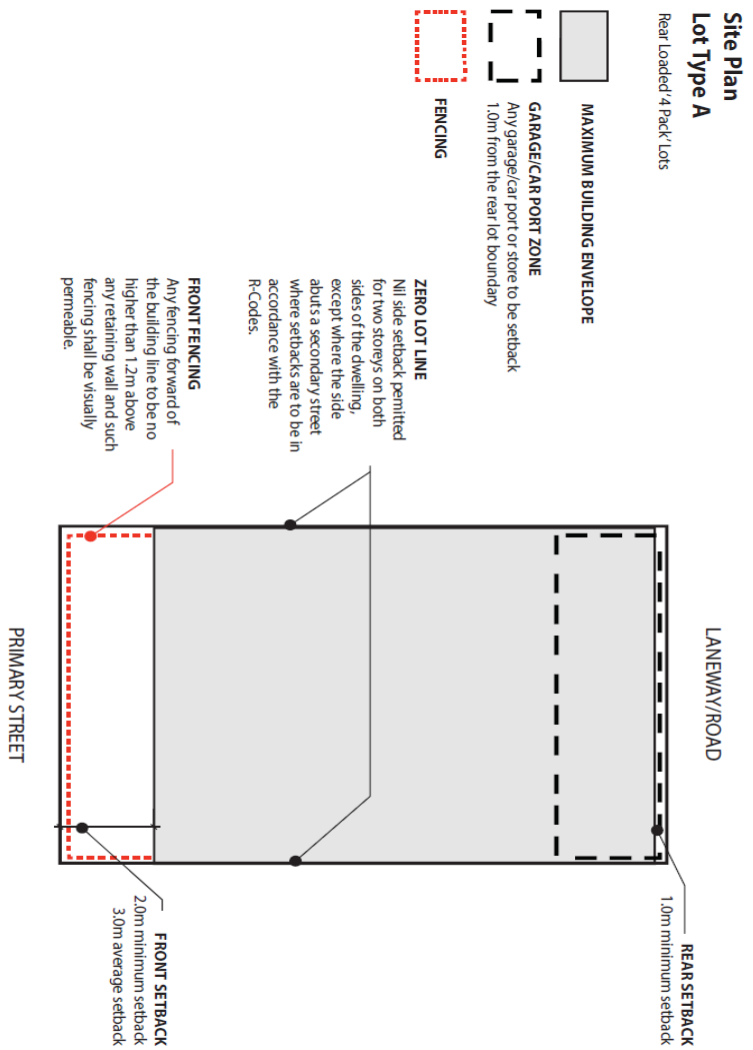 Site Plan
Lot Type A
Rear Loaded '4 Pack' Lots
MAXIMUM BUILDING ENVELOPE
GARAGE/CAR PORT ZONE
Any garage/car port or store to be setback
1.0m from the rear lot boundary
FENCING
ZERO LOT LINE
Nil side setback permitted
for two storeys on both
sides of the dwelling,
except where the side
abuts a secondary street
where setbacks are to be in
accordance with the
R-Codes.
FRONT FENCING
Any fencing forward of
the building line to be no
higher than 1.2m above
any retaining wall and such
fencing shall be visually
permeable.
LANEWAY/ROAD
PRIMARY STREET
REAR SETBACK
1.0m minimum setback
FRONT SETBACK
2.0m minimum setback
3.0m average setback